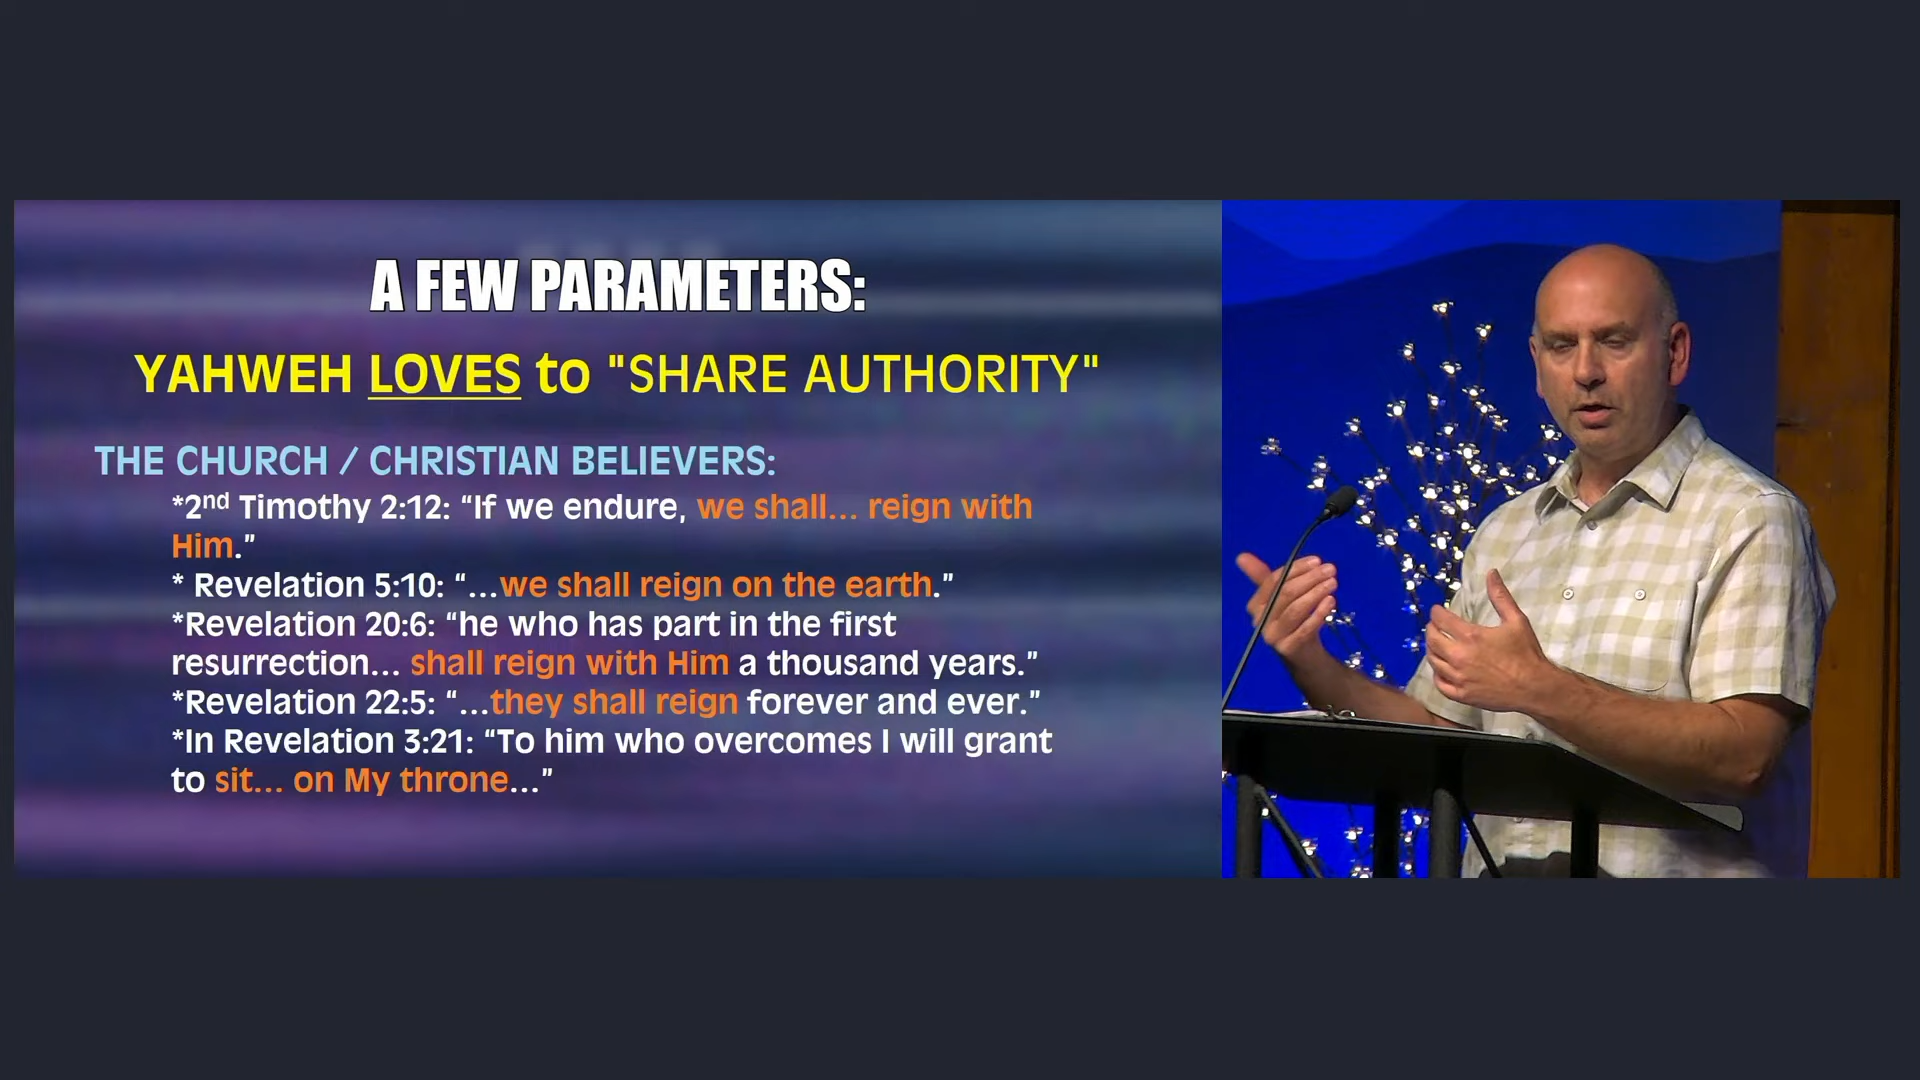 A FEW PARAMETERS:
YAHWEH LOVES to "SHARE AUTHORITY"
THE CHURCH / CHRISTIAN BELIEVERS:
*2nd Timothy 2:12: “If we endure, we shall… reign with
Him.”
* Revelation 5:10: “…we shall reign on the earth.”
*Revelation 20:6: “he who has part in the first
resurrection… shall reign with Him a thousand years.”
*Revelation 22:5: “…they shall reign forever and ever.”
*In Revelation 3:21: “To him who overcomes I will grant
to sit… on My throne…”